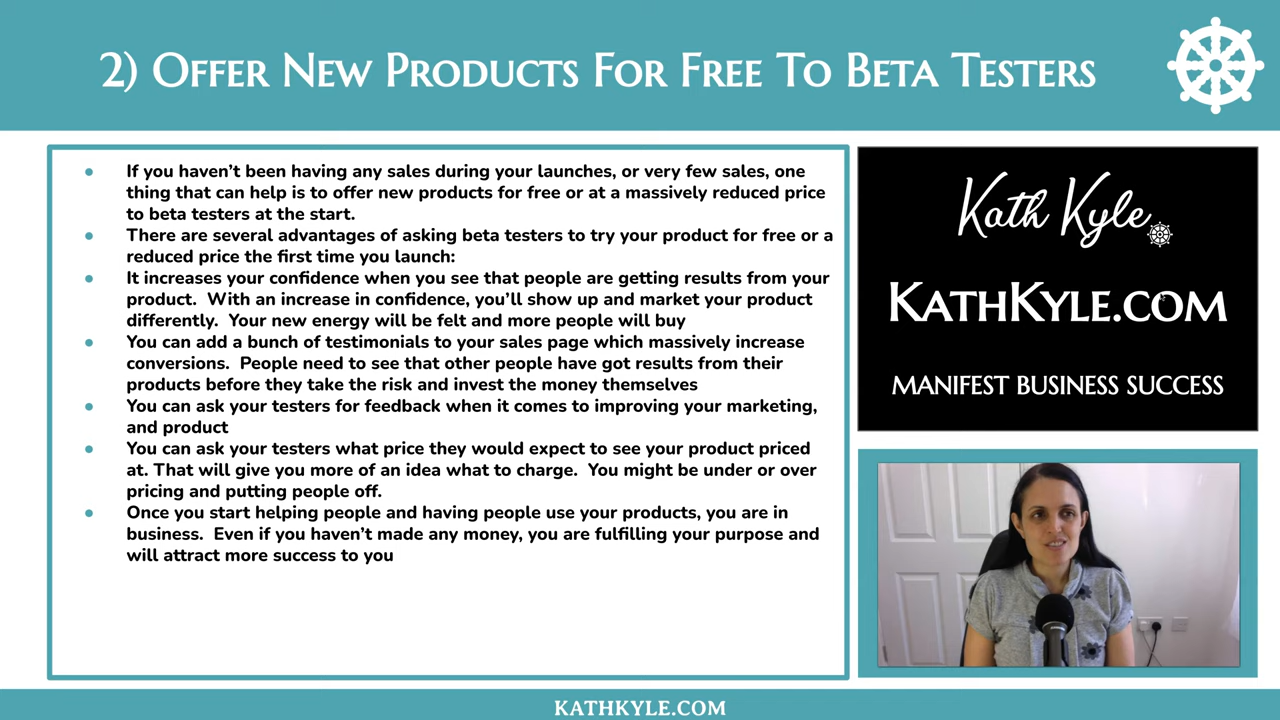 2) Offer New Products For Free To Beta Testers
● If you haven't been having any sales during your launches, or very few sales, one
thing that can help is to offer new products for free or at a massively reduced price
to beta testers at the start.
● There are several advantages of asking beta testers to try your product for free or a
reduced price the first time you launch:
● It increases your confidence when you see that people are getting results from your
product.  With an increase in confidence, you'll show up and market your product
differently.  Your new energy will be felt and more people will buy
● You can add a bunch of testimonials to your sales page which massively increase
conversions.  People need to see that other people have got results from their
products before they take the risk and invest the money themselves
● You can ask your testers for feedback when it comes to improving your marketing,
and product
● You can ask your testers what price they would expect to see your product priced
at. That will give you more of an idea what to charge.  You might be under or over
pricing and putting people off.
● Once you start helping people and having people use your products, you are in
business.  Even if you haven't made any money, you are fulfilling your purpose and
will attract more success to you
Kath Kyle
KathKyle.com
MANIFEST BUSINESS SUCCESS
KATHKYLE.COM